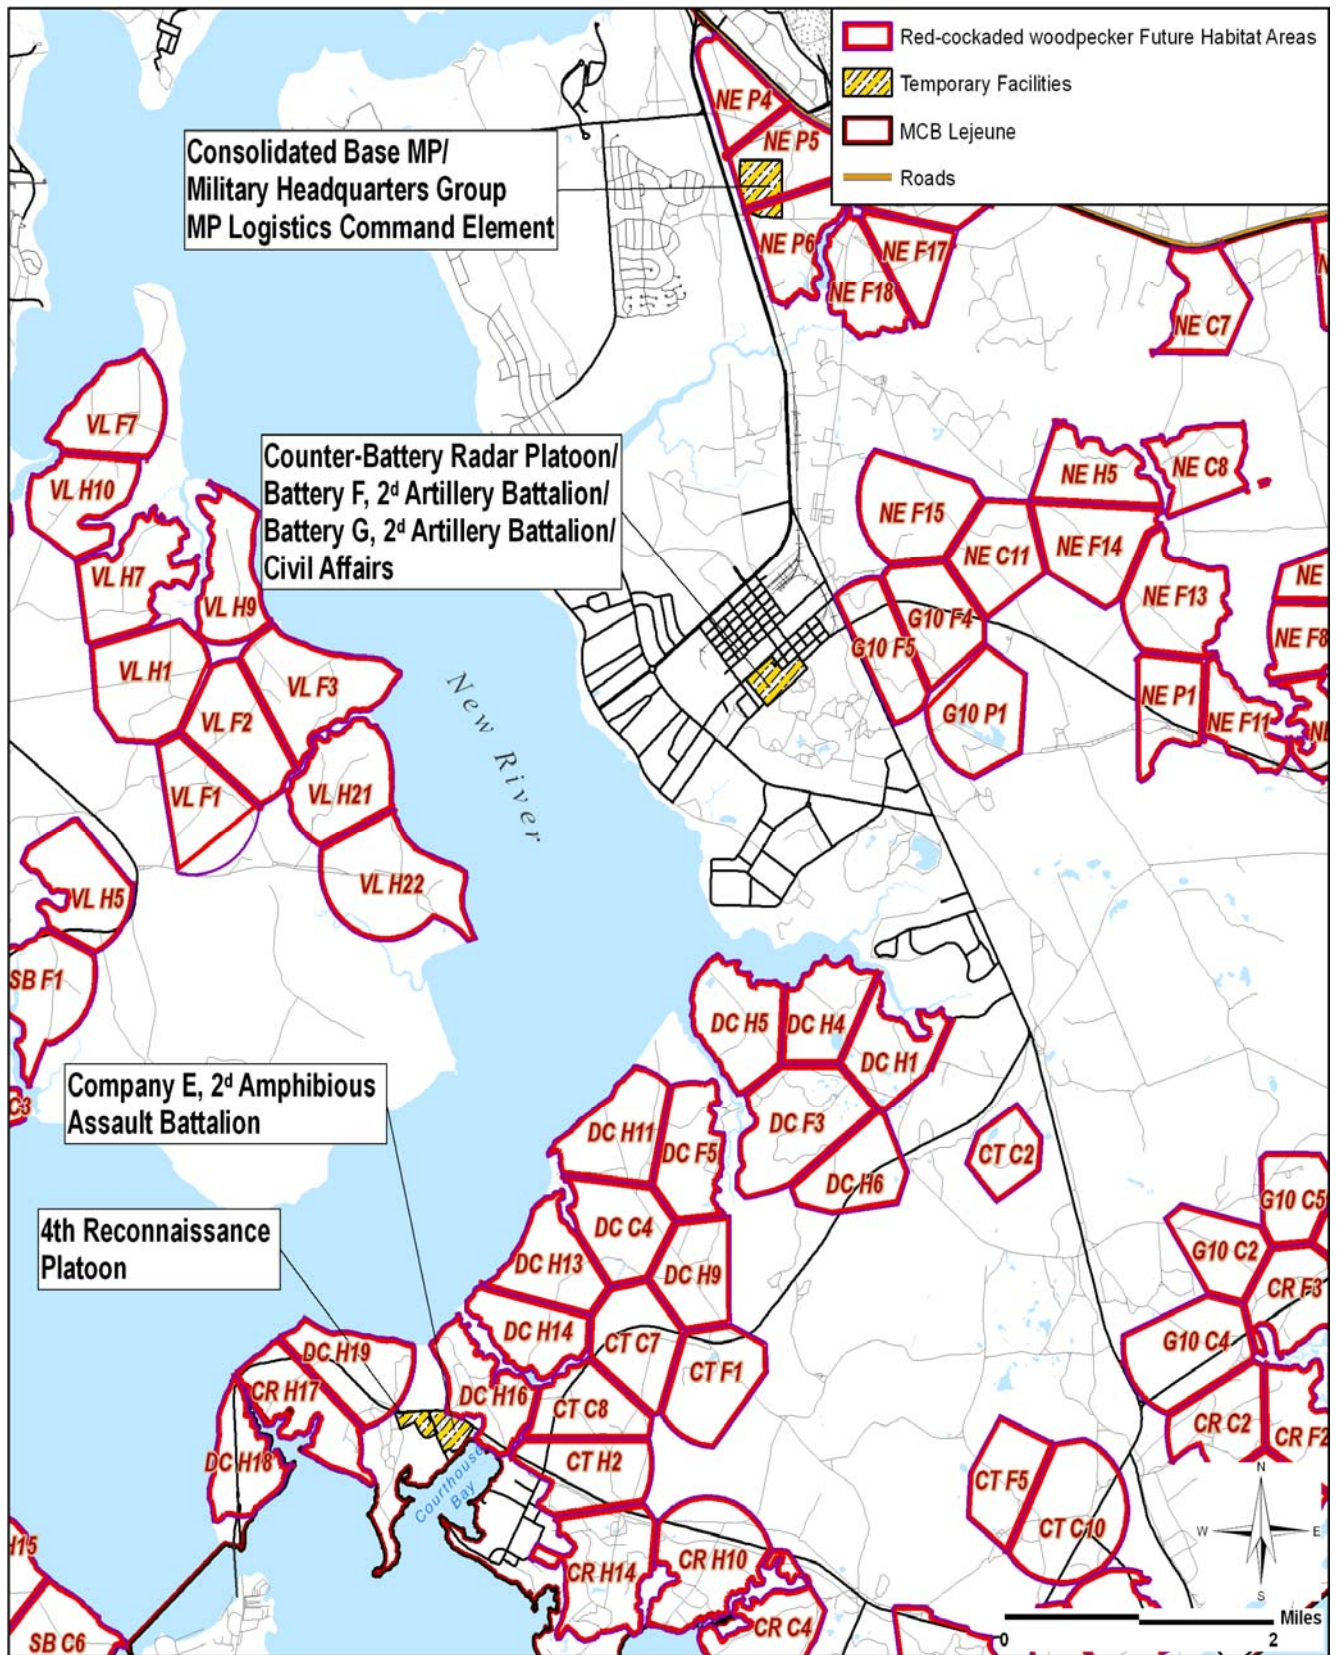 Red-cockaded woodpecker Future Habitat Areas
Temporary Facilities
MCB Lejeune
Roads
NE P4
NE P5
Consolidated Base MP/
Military Headquarters Group
MP Logistics Command Element
NE P6
NE F17
NE F18
NE C7
VL F7
VL H10
VL H7
VL H9
VL H1
VL F3
VL F2
VL F1
VL H21
VL H22
VL H5
SB F1
Counter-Battery Radar Platoon/
Battery F, 2d Artillery Battalion/
Battery G, 2d Artillery Battalion/
Civil Affairs
New River
NE H5
NE C8
NE F15
NE C11
NE F14
NE F13
NE
NE F8
G10 F4
G10 F5
G10 P1
NE P1
NE F11
NE
C3
Company E, 2d Amphibious
Assault Battalion
4th Reconnaissance
Platoon
DC H5
DC H4
DC H1
DC F3
DC H6
DC H11
DC F5
DC C4
DC H13
DC H9
DC H14
CT C7
CT F1
CT C2
G10 C5
G10 C2
CR F3
G10 C4
CR C2
CR F2
DC H19
CR H17
DC H18
DC H16
CT C8
CT H2
Courthouse
Bay
CT F5
CT C10
CR H14
CR H10
CR C4
H15
SB C6
N
W
E
S
Miles
0
2